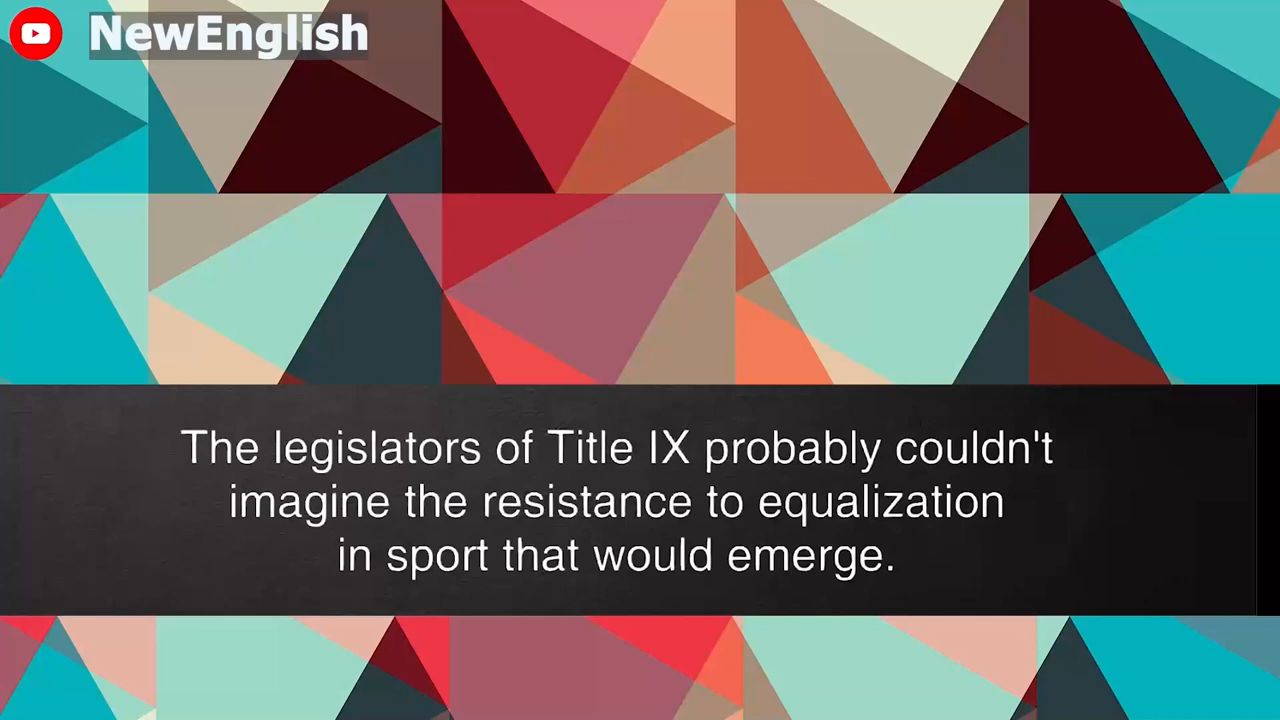 NewEnglish
The legislators of Title IX probably couldn't
imagine the resistance to equalization
in sport that would emerge.